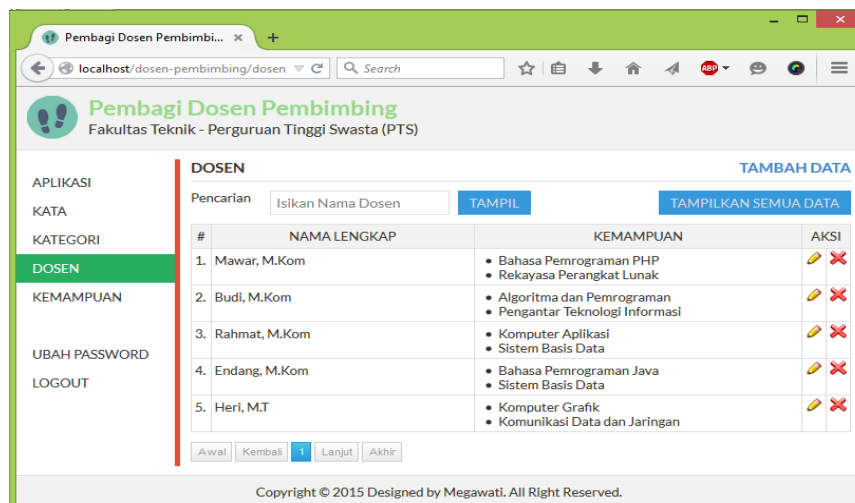 Pembagi Dosen Pembimbi... × +
localhost/dosen-pembimbing/dosen Search ABP
Pembagi Dosen Pembimbing
Fakultas Teknik - Perguruan Tinggi Swasta (PTS)
APLIKASI
KATA
KATEGORI
DOSEN
KEMAMPUAN
UBAH PASSWORD
LOGOUT
DOSEN TAMBAH DATA
Pencarian Isikan Nama Dosen TAMPIL TAMPILKAN SEMUA DATA
# NAMA LENGKAP KEMAMPUAN AKSI
1. Mawar, M.Kom • Bahasa Pemrograman PHP
• Rekayasa Perangkat Lunak
2. Budi, M.Kom • Algoritma dan Pemrograman
• Pengantar Teknologi Informasi
3. Rahmat, M.Kom • Komputer Aplikasi
• Sistem Basis Data
4. Endang, M.Kom • Bahasa Pemrograman Java
• Sistem Basis Data
5. Heri, M.T • Komputer Grafik
• Komunikasi Data dan Jaringan
Awal Kembali 1 Lanjut Akhir
Copyright © 2015 Designed by Megawati. All Right Reserved.